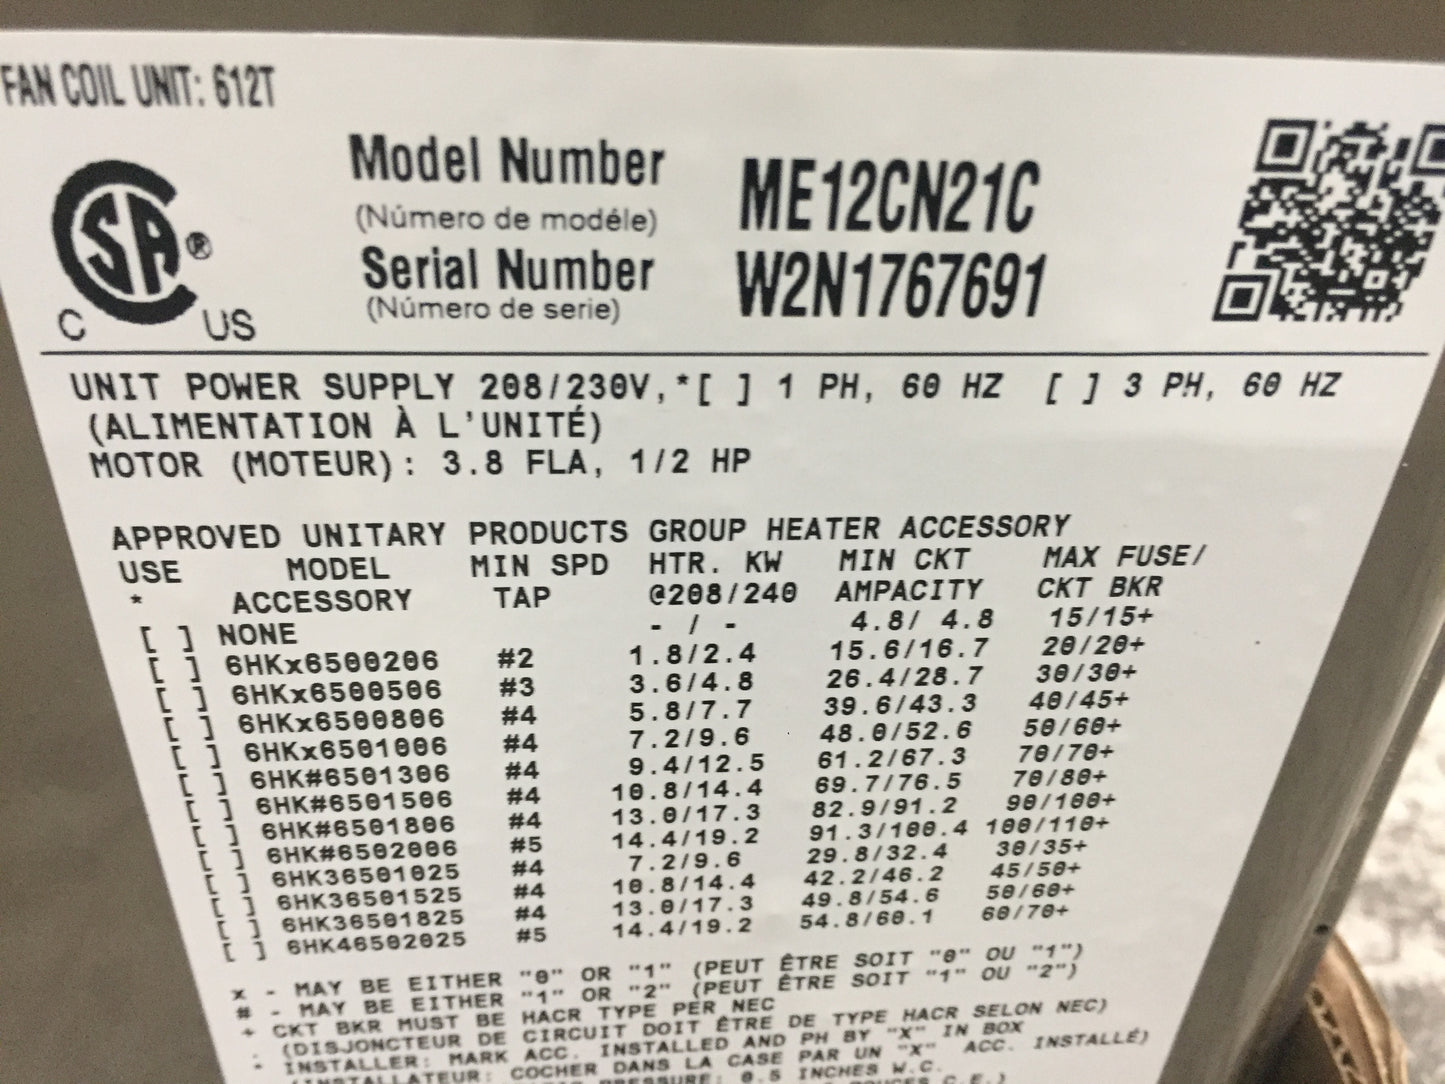 FAN COIL UNIT: 612T
CSA® C US
Model Number ME12CN21C
(Número de modéle)
Serial Number W2N1767691
(Número de serie)
UNIT POWER SUPPLY 208/230V,*[ ] 1 PH, 60 HZ [ ] 3 PH, 60 HZ
(ALIMENTATION À L'UNITÉ)
MOTOR (MOTEUR): 3.8 FLA, 1/2 HP
APPROVED UNITARY PRODUCTS GROUP HEATER ACCESSORY
USE MODEL MIN SPD HTR. KW MIN CKT MAX FUSE/
* ACCESSORY TAP @208/240 AMPACITY CKT BKR
[ ] NONE - / - 4.8/ 4.8 15/15+
[ ] 6HKx6500206 #2 1.8/2.4 15.6/16.7 20/20+
[ ] 6HKx6500506 #3 3.6/4.8 26.4/28.7 30/30+
[ ] 6HKx6500806 #4 5.8/7.7 39.6/43.3 40/45+
[ ] 6HKx6501006 #4 7.2/9.6 48.0/52.6 50/60+
[ ] 6HK#6501306 #4 9.4/12.5 61.2/67.3 70/70+
[ ] 6HK#6501506 #4 10.8/14.4 69.7/76.5 70/80+
[ ] 6HK#6501806 #4 13.0/17.3 82.9/91.2 90/100+
[ ] 6HK#6502006 #5 14.4/19.2 91.3/100.4 100/110+
[ ] 6HK36501025 #4 7.2/9.6 29.8/32.4 30/35+
[ ] 6HK36501525 #4 10.8/14.4 42.2/46.2 45/50+
[ ] 6HK36501825 #4 13.0/17.3 49.8/54.6 50/60+
[ ] 6HK46502025 #5 14.4/19.2 54.8/60.1 60/70+
x - MAY BE EITHER "0" OR "1" (PEUT ÊTRE SOIT "0" OU "1")
# - MAY BE EITHER "1" OR "2" (PEUT ÊTRE SOIT "1" OU "2")
+ CKT BKR MUST BE HACR TYPE PER NEC
(DISJONCTEUR DE CIRCUIT DOIT ÊTRE DE TYPE HACR SELON NEC)
- INSTALLER: MARK ACC. INSTALLED AND PH BY "X" IN BOX
(INSTALLATEUR: COCHER DANS LA CASE PAR UN "X" ACC. INSTALLÉ)
PRESSURE: 0.5 INCHES W.C.